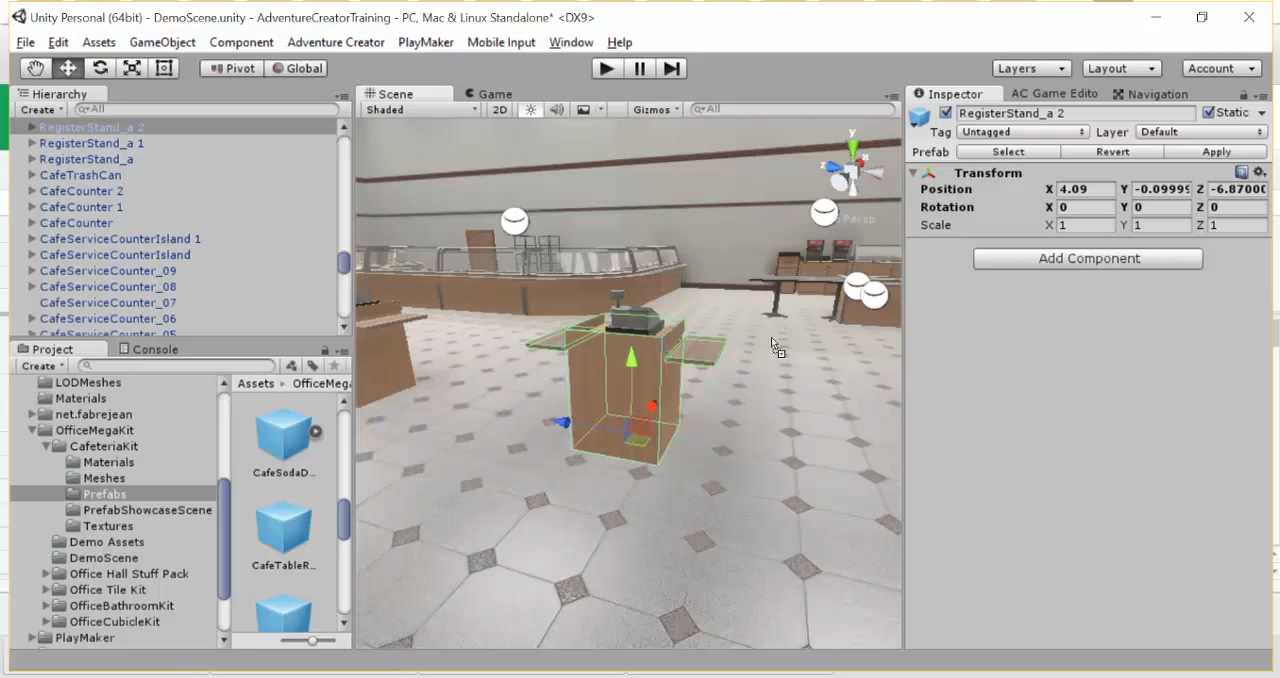 Unity Personal (64bit) - DemoScene.unity - AdventureCreatorTraining - PC, Mac & Linux Standalone* <DX9>
File Edit Assets GameObject Component Adventure Creator PlayMaker Mobile Input Window Help
Pivot Global Layers Layout Account
Hierarchy Scene Game Inspector AC Game Edito Navigation
Create All Shaded 2D Gizmos All
RegisterStand_a 2 Static
Tag Untagged Layer Default
Prefab Select Revert Apply
Transform
Position X 4.09 Y -0.09999 Z -6.8700
Rotation X 0 Y 0 Z 0
Scale X 1 Y 1 Z 1
Add Component
RegisterStand_a 2
RegisterStand_a 1
RegisterStand_a
CafeTrashCan
CafeCounter 2
CafeCounter 1
CafeCounter
CafeServiceCounterIsland 1
CafeServiceCounterIsland
CafeServiceCounter_09
CafeServiceCounter_08
CafeServiceCounter_07
CafeServiceCounter_06
CafeServiceCounter_05
y
x
z
Persp
Project Console
Create
LODMeshes
Materials
net.fabrejean
OfficeMegaKit
CafeteriaKit
Materials
Meshes
Prefabs
PrefabShowcaseScene
Textures
Demo Assets
DemoScene
Office Hall Stuff Pack
Office Tile Kit
OfficeBathroomKit
OfficeCubicleKit
PlayMaker
Assets OfficeMega
CafeSodaD...
CafeTableR...